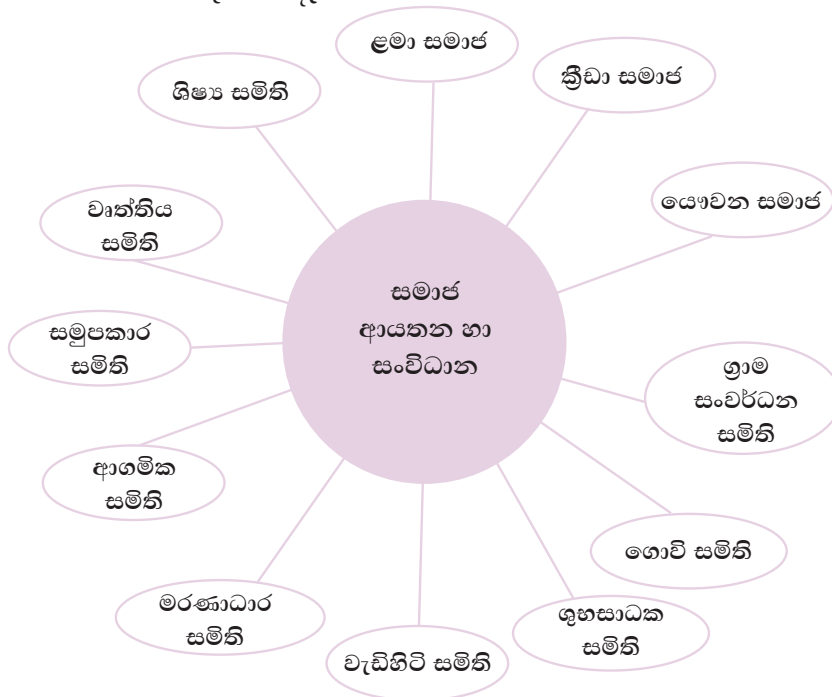 ළමා සමාජ
ක්‍රීඩා සමාජ
ශිෂ්‍ය සමිති
යෞවන සමාජ
වෘත්තිය
සමිති
සමාජ
ආයතන හා
සංවිධාන
සමුපකාර
සමිති
ග්‍රාම
සංවර්ධන
සමිති
ආගමික
සමිති
ගොවි සමිති
මරණාධාර
සමිති
ශුභසාධක
සමිති
වැඩිහිටි සමිති